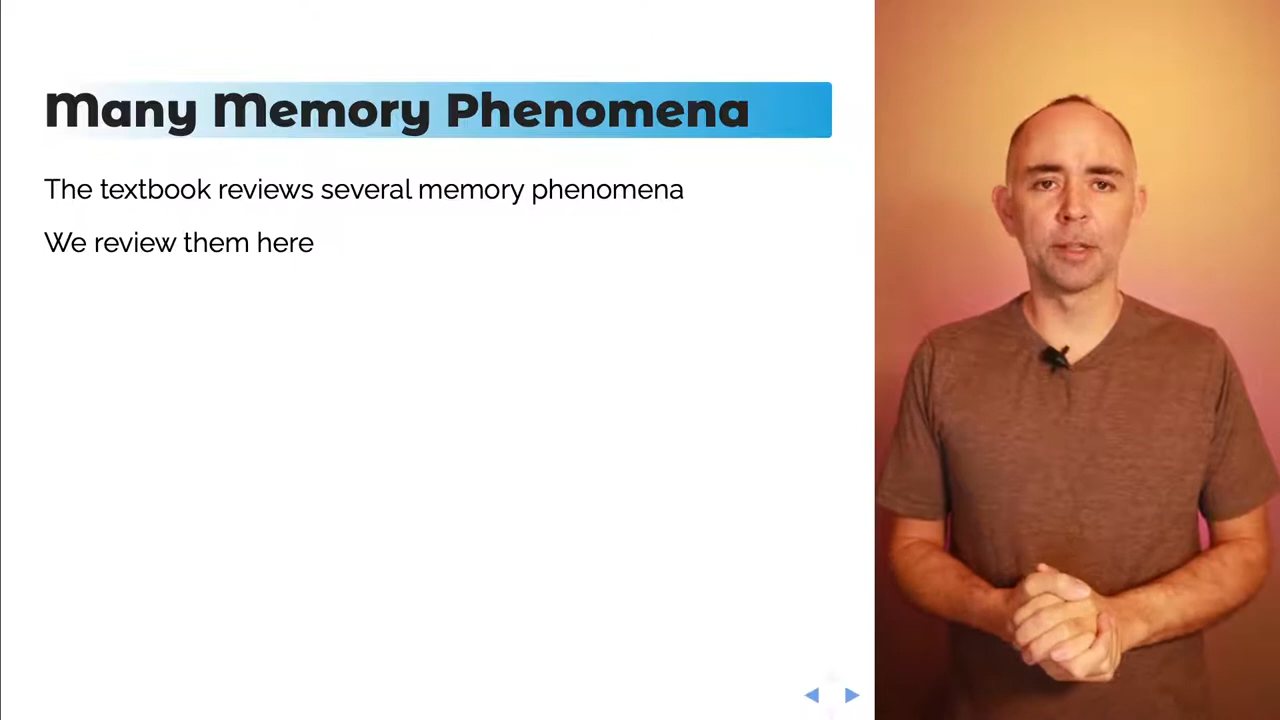 Many Memory Phenomena
The textbook reviews several memory phenomena
We review them here